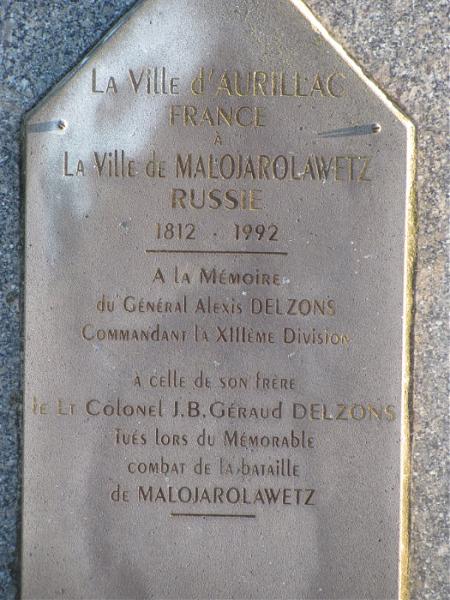 La Ville d'AURILLAC
FRANCE
à
La Ville de MALOJAROLAWETZ
RUSSIE
1812 - 1992
A la Mémoire
du Général Alexis DELZONS
Commandant la XIIIème Division
à celle de son frère
le Lt Colonel J.B. Géraud DELZONS
Tués lors du Mémorable
combat de la bataille
de MALOJAROLAWETZ